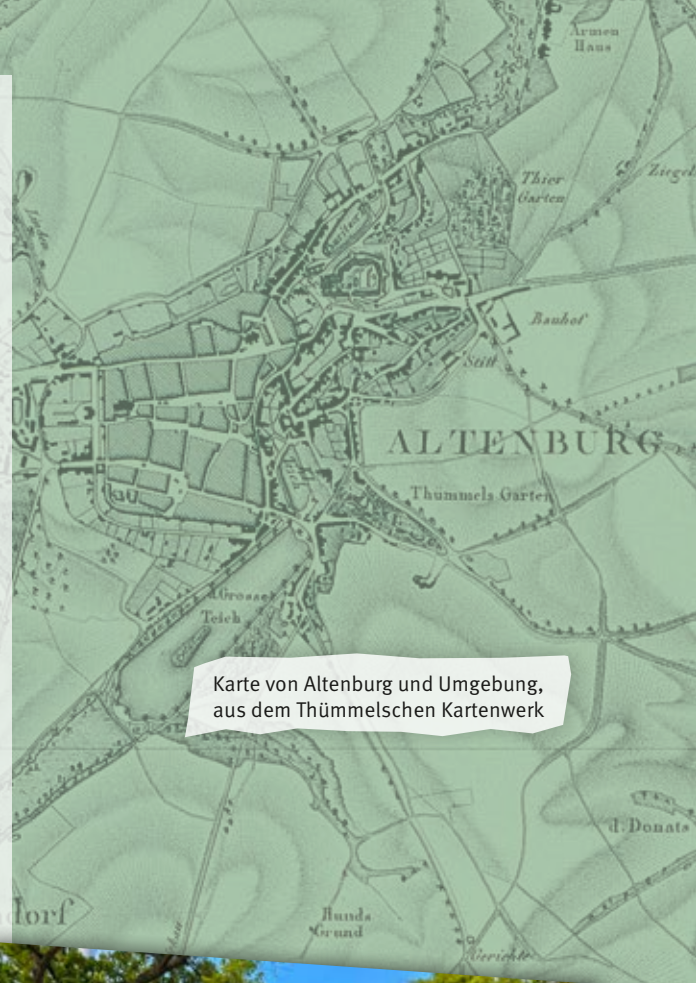 Armen
Haus
Thier
Garten
Ziegel
Bauhof
Stift
ALTENBURG
Thümmels Garten
d. Grosse
Teich
Karte von Altenburg und Umgebung,
aus dem Thümmelschen Kartenwerk
d. Donats
dorf
Hunds
Grund
Gerichte